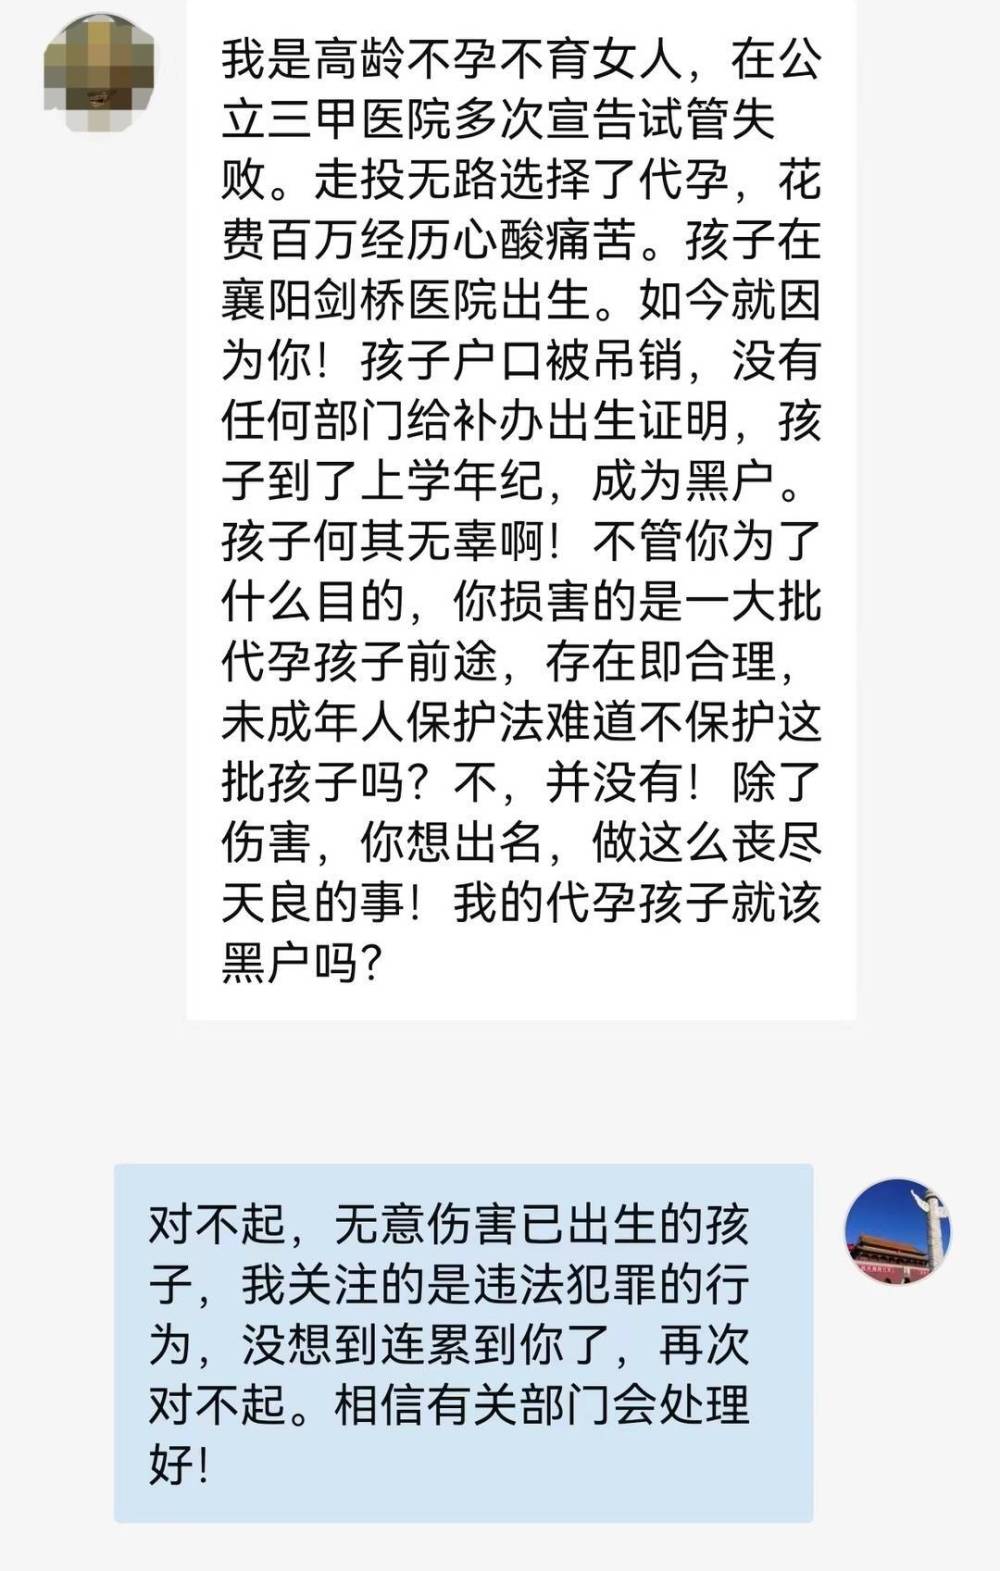 我是高龄不孕不育女人，在公
立三甲医院多次宣告试管失
败。走投无路选择了代孕，花
费百万经历心酸痛苦。孩子在
襄阳剑桥医院出生。如今就因
为你！孩子户口被吊销，没有
任何部门给补办出生证明，孩
子到了上学年纪，成为黑户。
孩子何其无辜啊！不管你为了
什么目的，你损害的是一大批
代孕孩子前途，存在即合理，
未成年人保护法难道不保护这
批孩子吗？不，并没有！除了
伤害，你想出名，做这么丧尽
天良的事！我的代孕孩子就该
黑户吗？
对不起，无意伤害已出生的孩
子，我关注的是违法犯罪的行
为，没想到连累到你了，再次
对不起。相信有关部门会处理
好！